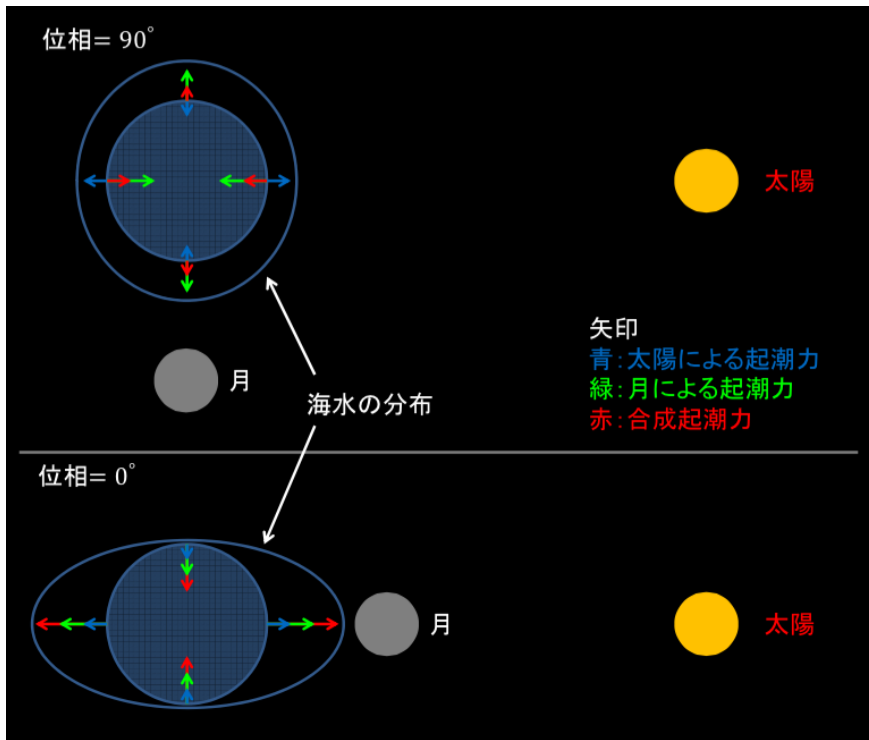 位相= 90°
太陽
矢印
青:太陽による起潮力
緑:月による起潮力
赤:合成起潮力
月
海水の分布
位相= 0°
月
太陽